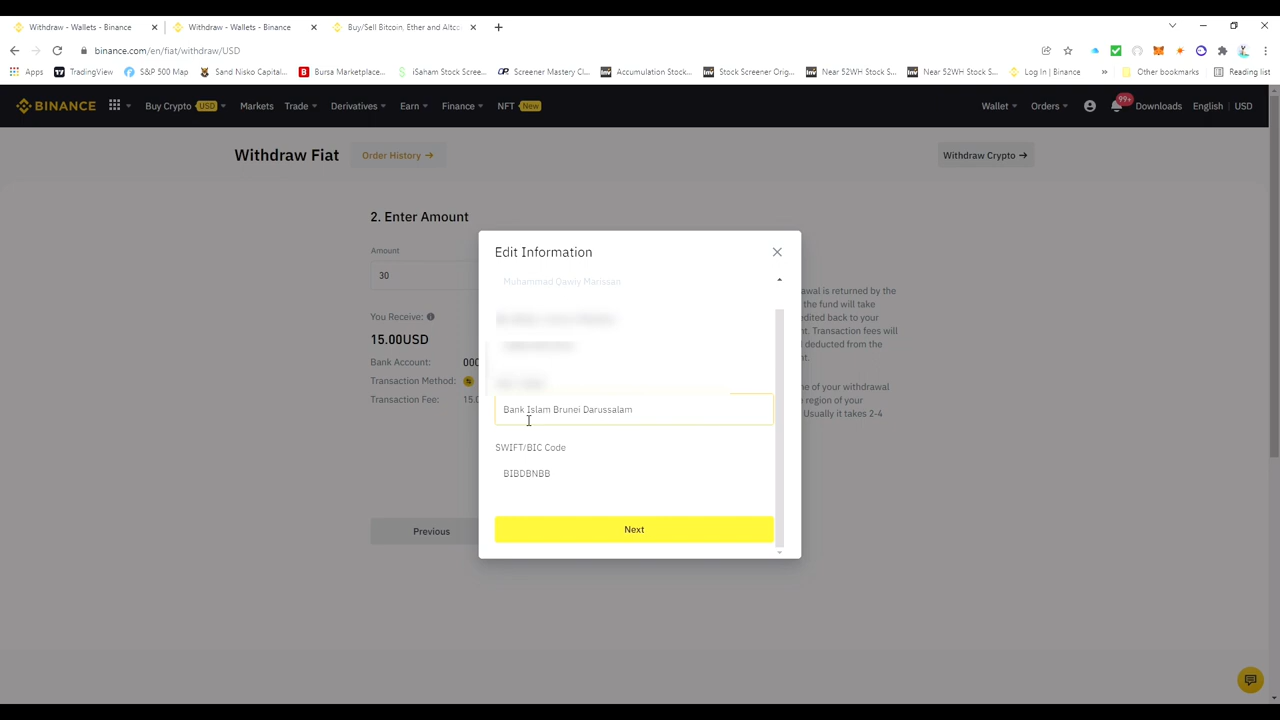 Withdraw - Wallets - Binance
Withdraw - Wallets - Binance
Buy/Sell Bitcoin, Ether and Altc
binance.com/en/fiat/withdraw/USD
Apps TradingView S&P 500 Map Sand Nisko Capital... Bursa Marketplace... iSaham Stock Scree... Screener Mastery Cl... Accumulation Stock... Stock Screener Orig... Near 52WH Stock S... Near 52WH Stock S... Log In | Binance » Other bookmarks Reading list
BINANCE Buy Crypto USD Markets Trade Derivatives Earn Finance NFT New Wallet Orders 99+ Downloads English | USD
Withdraw Fiat Order History → Withdraw Crypto →
2. Enter Amount
Amount
30
You Receive:
15.00USD
Bank Account: 000
Transaction Method:
Transaction Fee: 15.0
Edit Information
Muhammad Qawiy Marissan
Bank Islam Brunei Darussalam
SWIFT/BIC Code
BIBDBNBB
Next
Previous
wal is returned by the
the fund will take
edited back to your
t. Transaction fees will
deducted from the
t.
e of your withdrawal
region of your
Usually it takes 2-4